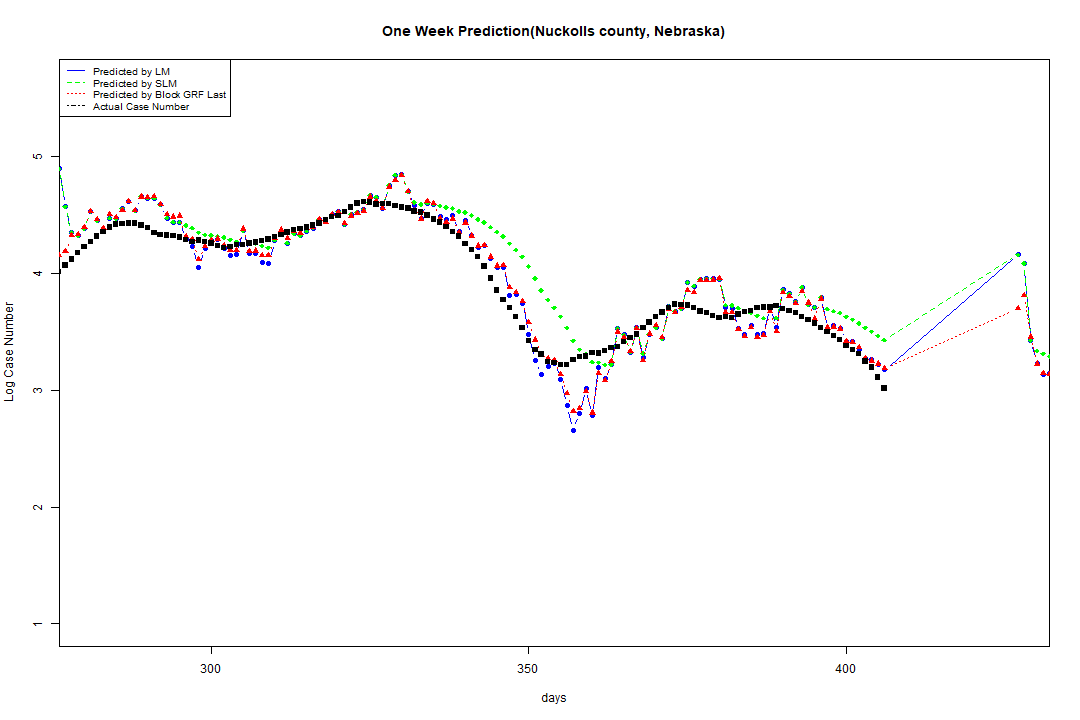 One Week Prediction(Nuckolls county, Nebraska)
Predicted by LM
Predicted by SLM
Predicted by Block GRF Last
Actual Case Number
5
4
3
2
1
Log Case Number
300 350 400
days